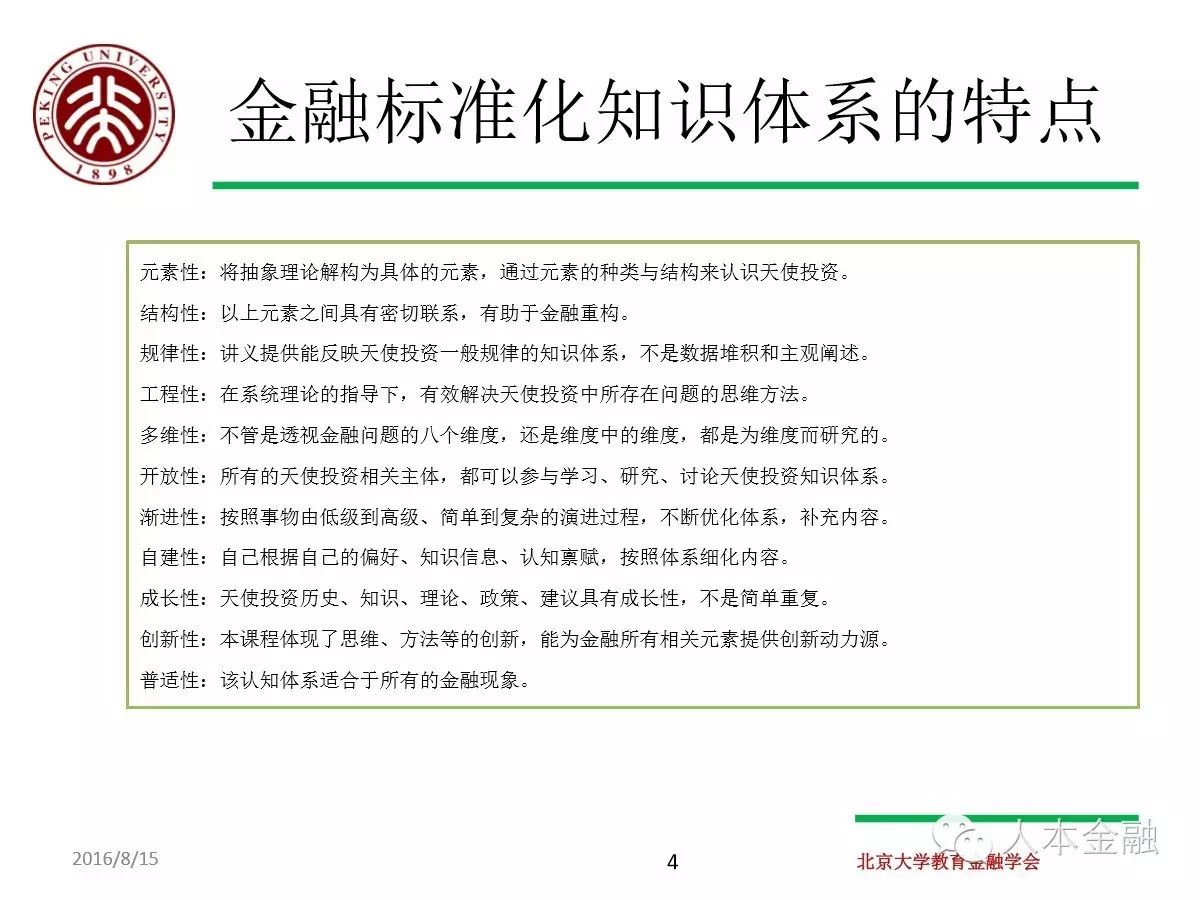 PEKING UNIVERSITY
1898
金融标准化知识体系的特点
元素性：将抽象理论解构为具体的元素，通过元素的种类与结构来认识天使投资。
结构性：以上元素之间具有密切联系，有助于金融重构。
规律性：讲义提供能反映天使投资一般规律的知识体系，不是数据堆积和主观阐述。
工程性：在系统理论的指导下，有效解决天使投资中所存在问题的思维方法。
多维性：不管是透视金融问题的八个维度，还是维度中的维度，都是为维度而研究的。
开放性：所有的天使投资相关主体，都可以参与学习、研究、讨论天使投资知识体系。
渐进性：按照事物由低级到高级、简单到复杂的演进过程，不断优化体系，补充内容。
自建性：自己根据自己的偏好、知识信息、认知禀赋，按照体系细化内容。
成长性：天使投资历史、知识、理论、政策、建议具有成长性，不是简单重复。
创新性：本课程体现了思维、方法等的创新，能为金融所有相关元素提供创新动力源。
普适性：该认知体系适合于所有的金融现象。
人本金融
2016/8/15
4
北京大学教育金融学会